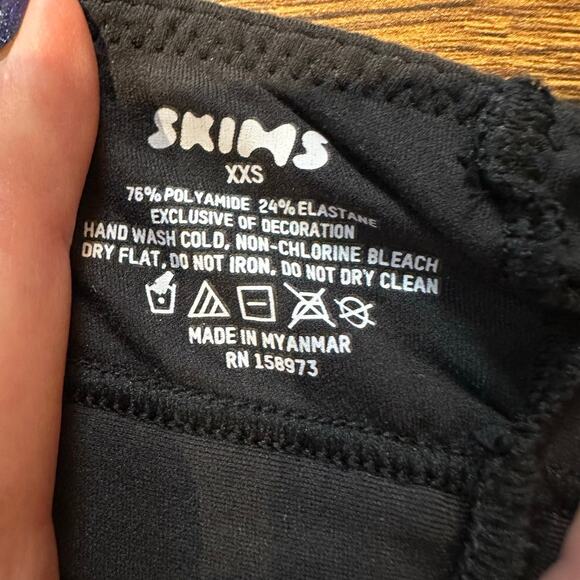 SKIMS
XXS
76% POLYAMIDE 24% ELASTANE
EXCLUSIVE OF DECORATION
HAND WASH COLD, NON-CHLORINE BLEACH
DRY FLAT, DO NOT IRON, DO NOT DRY CLEAN
MADE IN MYANMAR
RN 158973